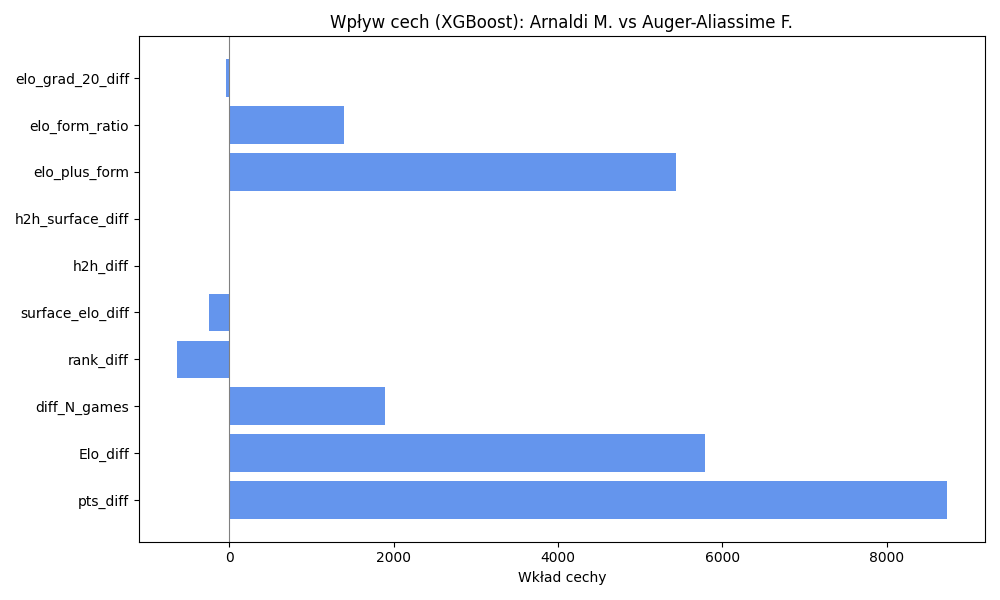 Wpływ cech (XGBoost): Arnaldi M. vs Auger-Aliassime F.
elo_grad_20_diff
elo_form_ratio
elo_plus_form
h2h_surface_diff
h2h_diff
surface_elo_diff
rank_diff
diff_N_games
Elo_diff
pts_diff
0 2000 4000 6000 8000
Wkład cechy